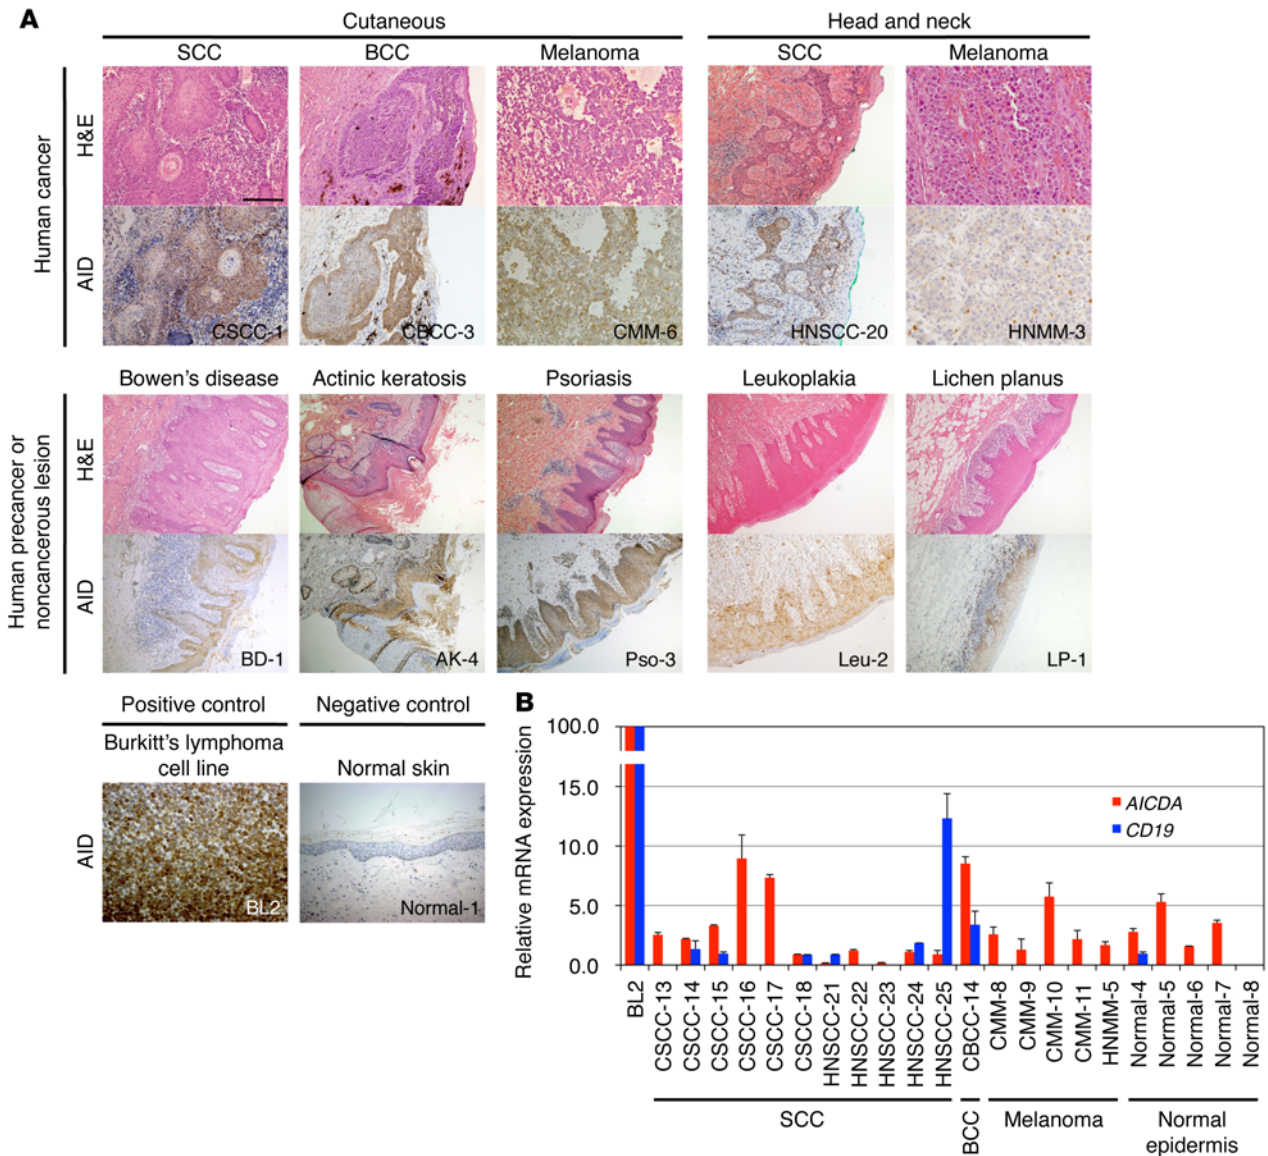 A
Cutaneous
Head and neck
SCC
BCC
Melanoma
SCC
Melanoma
Human cancer
H&E
AID
CSCC-1
CBCC-3
CMM-6
HNSCC-20
HNMM-3
Bowen's disease
Actinic keratosis
Psoriasis
Leukoplakia
Lichen planus
Human precancer or
noncancerous lesion
H&E
AID
BD-1
AK-4
Pso-3
Leu-2
LP-1
Positive control
Negative control
Burkitt's lymphoma
cell line
Normal skin
AID
BL2
Normal-1
B
Relative mRNA expression
100.0
15.0
10.0
5.0
0.0
AICDA
CD19
BL2
CSCC-13
CSCC-14
CSCC-15
CSCC-16
CSCC-17
CSCC-18
HNSCC-21
HNSCC-22
HNSCC-23
HNSCC-24
HNSCC-25
CBCC-14
CMM-8
CMM-9
CMM-10
CMM-11
HNMM-5
Normal-4
Normal-5
Normal-6
Normal-7
Normal-8
SCC
BCC
Melanoma
Normal
epidermis